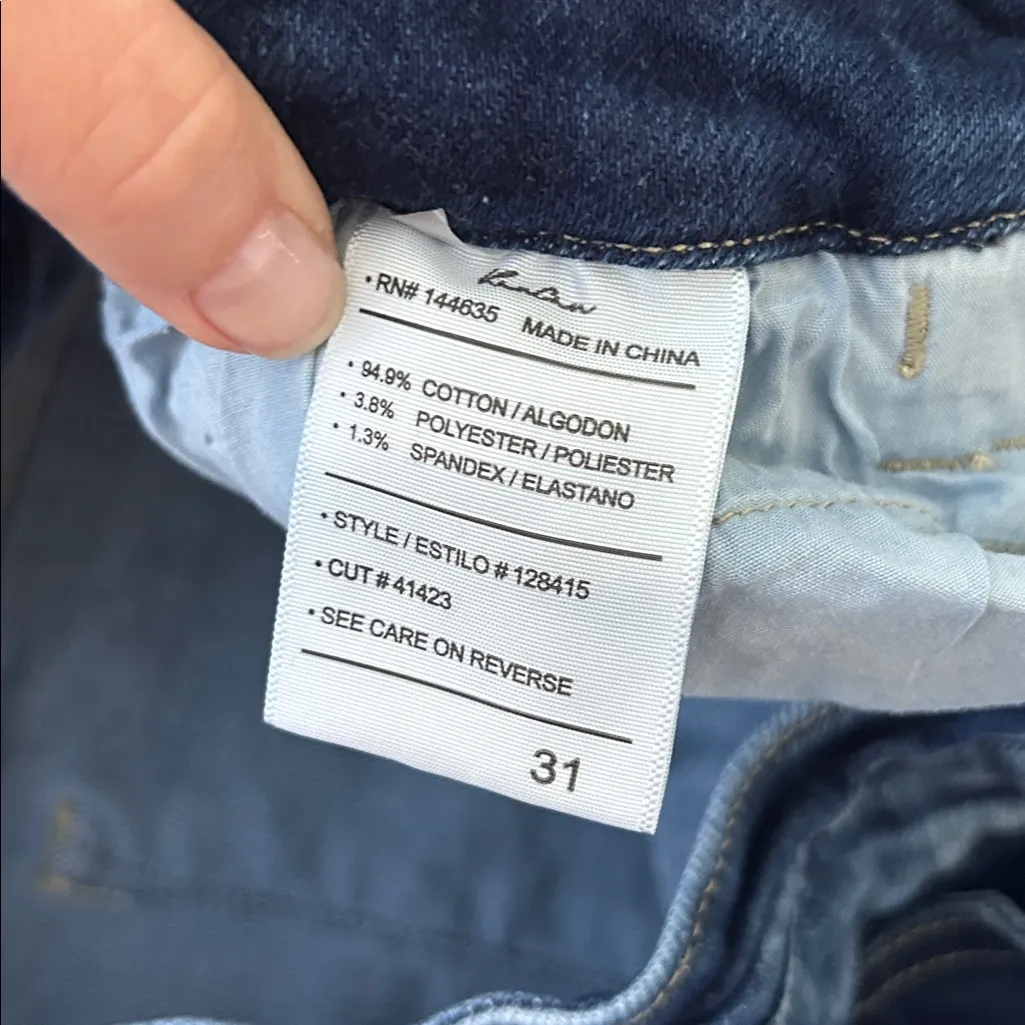 • RN# 144635 MADE IN CHINA
• 94.9% COTTON / ALGODON
• 3.8% POLYESTER / POLIESTER
• 1.3% SPANDEX / ELASTANO
• STYLE / ESTILO # 128415
• CUT # 41423
• SEE CARE ON REVERSE
31